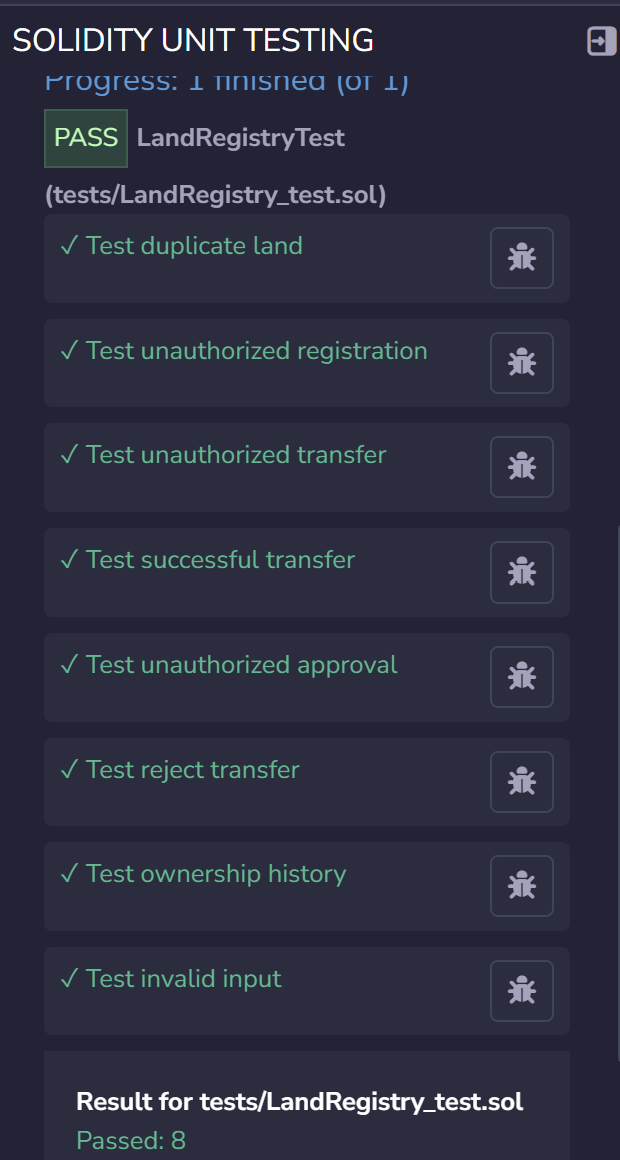 SOLIDITY UNIT TESTING
Progress: 1 finished (of 1)
PASS LandRegistryTest
(tests/LandRegistry_test.sol)
✓ Test duplicate land
✓ Test unauthorized registration
✓ Test unauthorized transfer
✓ Test successful transfer
✓ Test unauthorized approval
✓ Test reject transfer
✓ Test ownership history
✓ Test invalid input
Result for tests/LandRegistry_test.sol
Passed: 8